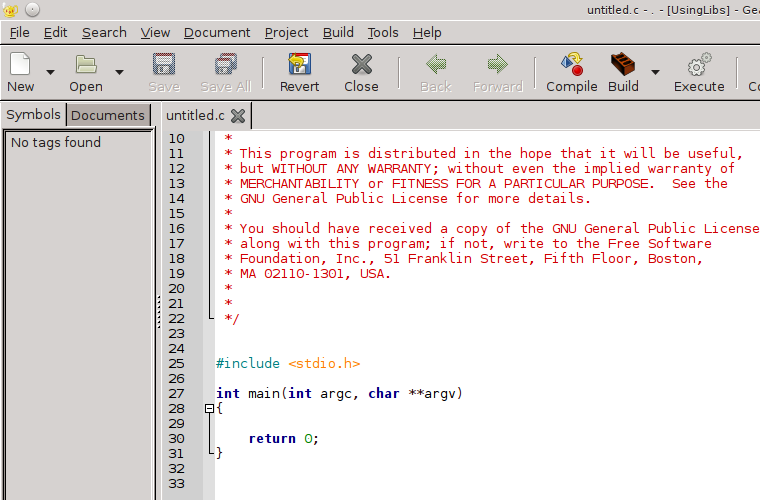 untitled.c - . - [UsingLibs] - Gea
File Edit Search View Document Project Build Tools Help
New Open Save Save All Revert Close Back Forward Compile Build Execute Co
Symbols Documents untitled.c
No tags found
10 *
11 * This program is distributed in the hope that it will be useful,
12 * but WITHOUT ANY WARRANTY; without even the implied warranty of
13 * MERCHANTABILITY or FITNESS FOR A PARTICULAR PURPOSE.  See the
14 * GNU General Public License for more details.
15 *
16 * You should have received a copy of the GNU General Public License
17 * along with this program; if not, write to the Free Software
18 * Foundation, Inc., 51 Franklin Street, Fifth Floor, Boston,
19 * MA 02110-1301, USA.
20 *
21 *
22 */
23
24
25 #include <stdio.h>
26
27 int main(int argc, char **argv)
28 {
29
30     return 0;
31 }
32
33